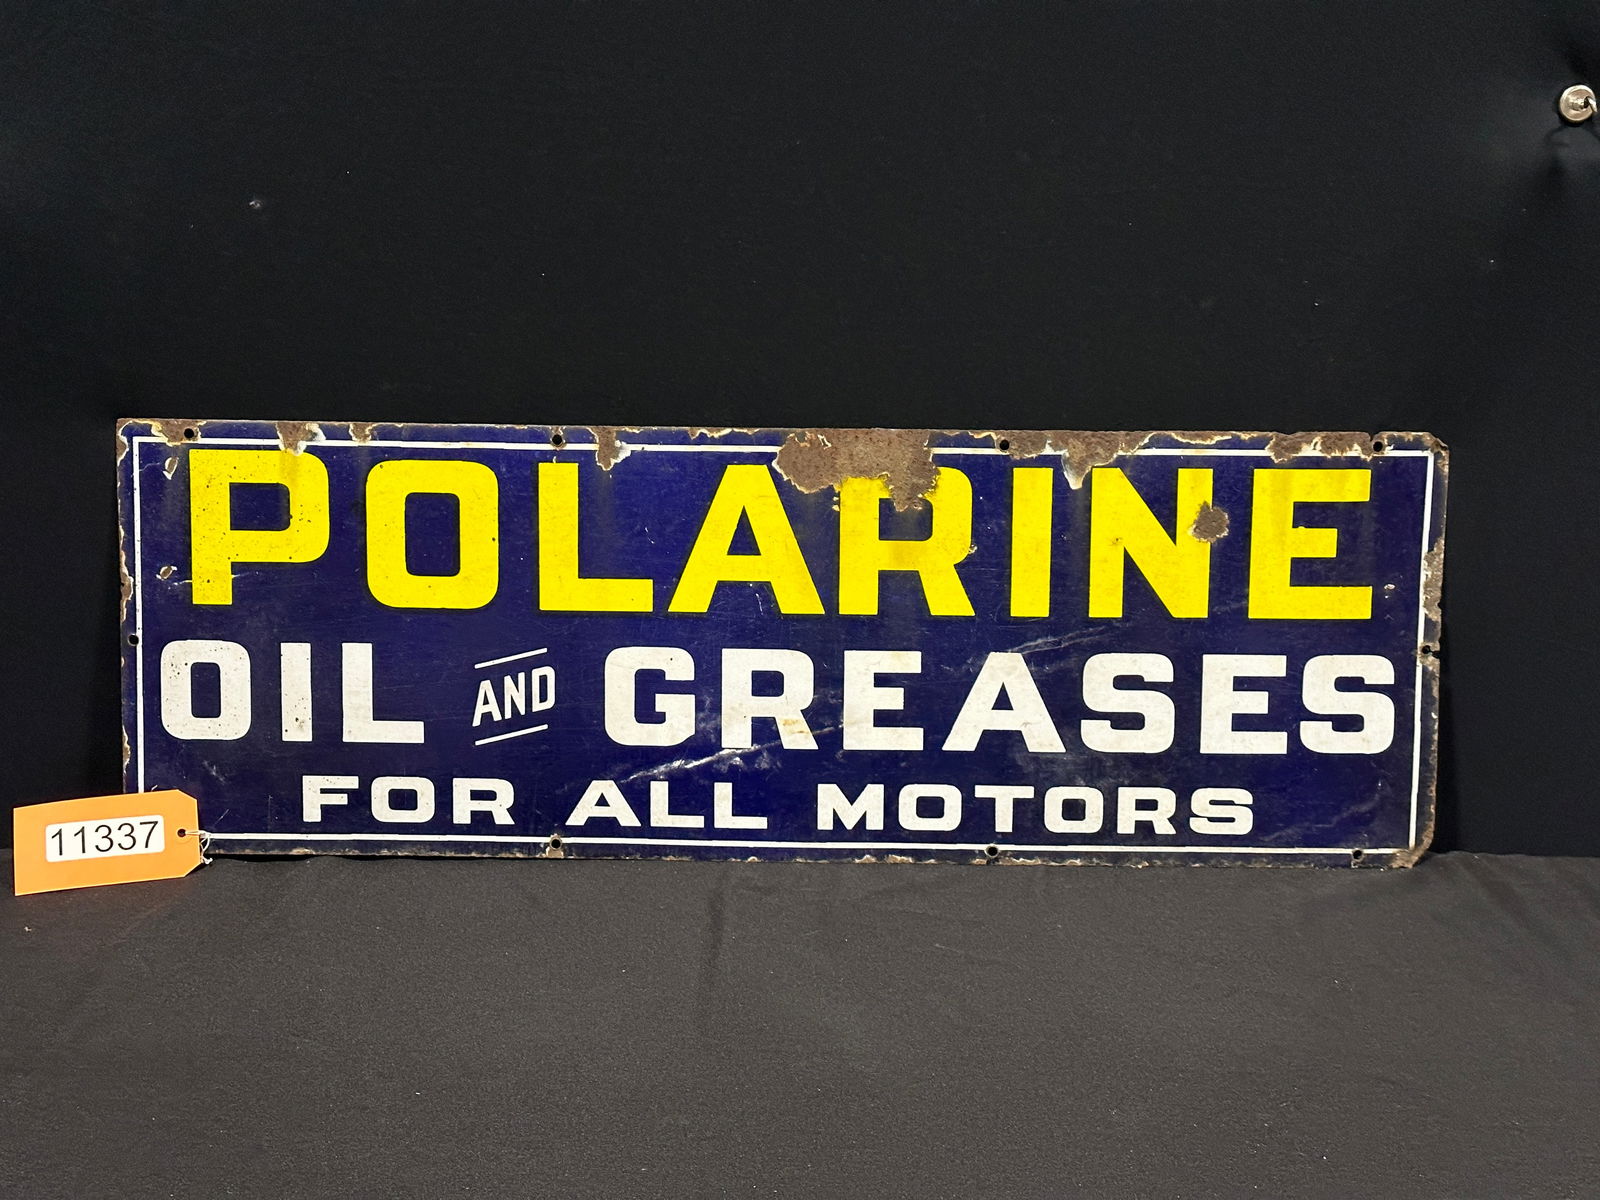 POLARINE
OIL AND GREASES
FOR ALL MOTORS
11337